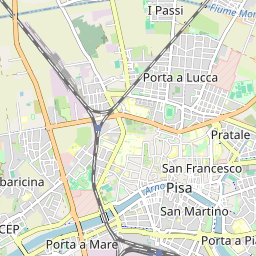 I Passi
Fiume Mor
Porta a Lucca
Pratale
San Francesco
baricina
Arno
Pisa
San Martino
CEP
Porta a Mare
Porta a Pia